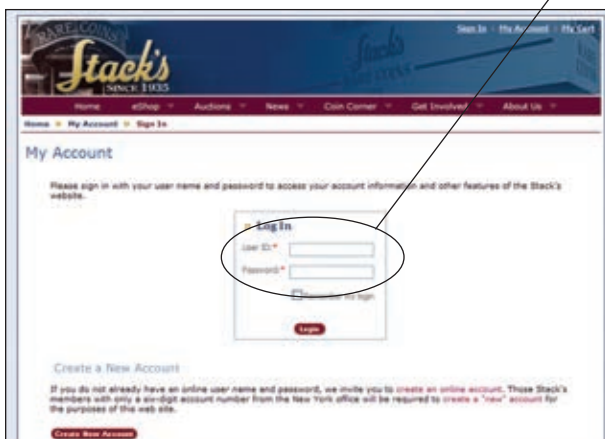 RARE COINS
Sign In My Account My Cart
Stack's
SINCE 1935
Home eShop Auctions News Coin Corner Get Involved About Us
Home My Account Sign In
My Account
Please sign in with your user name and password to access your account information and other features of the Stack's
website.
Log In
User ID:*
Password:*
Remember my login
Login
Create a New Account
If you do not already have an online user name and password, we invite you to create an online account. Those Stack's
members with only a six-digit account number from the New York office will be required to create a "new" account for
the purposes of this web site.
Create New Account